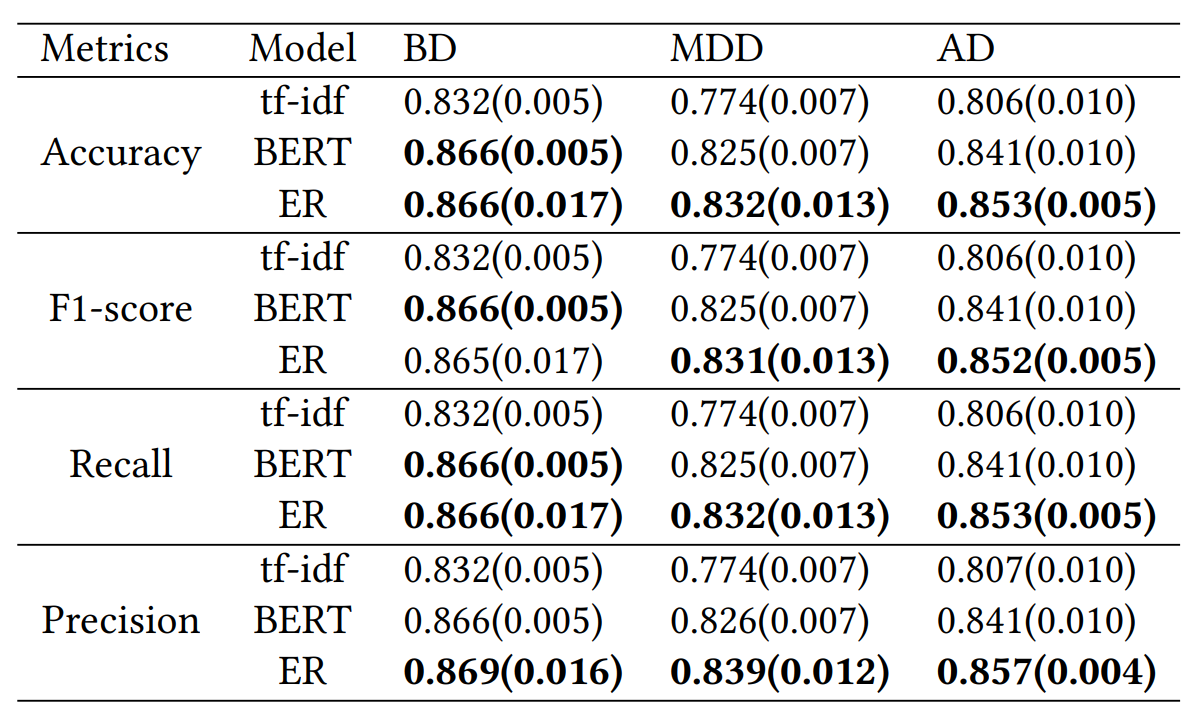 Metrics Model BD MDD AD
tf-idf 0.832(0.005) 0.774(0.007) 0.806(0.010)
Accuracy BERT 0.866(0.005) 0.825(0.007) 0.841(0.010)
ER 0.866(0.017) 0.832(0.013) 0.853(0.005)
tf-idf 0.832(0.005) 0.774(0.007) 0.806(0.010)
F1-score BERT 0.866(0.005) 0.825(0.007) 0.841(0.010)
ER 0.865(0.017) 0.831(0.013) 0.852(0.005)
tf-idf 0.832(0.005) 0.774(0.007) 0.806(0.010)
Recall BERT 0.866(0.005) 0.825(0.007) 0.841(0.010)
ER 0.866(0.017) 0.832(0.013) 0.853(0.005)
tf-idf 0.832(0.005) 0.774(0.007) 0.807(0.010)
Precision BERT 0.866(0.005) 0.826(0.007) 0.841(0.010)
ER 0.869(0.016) 0.839(0.012) 0.857(0.004)